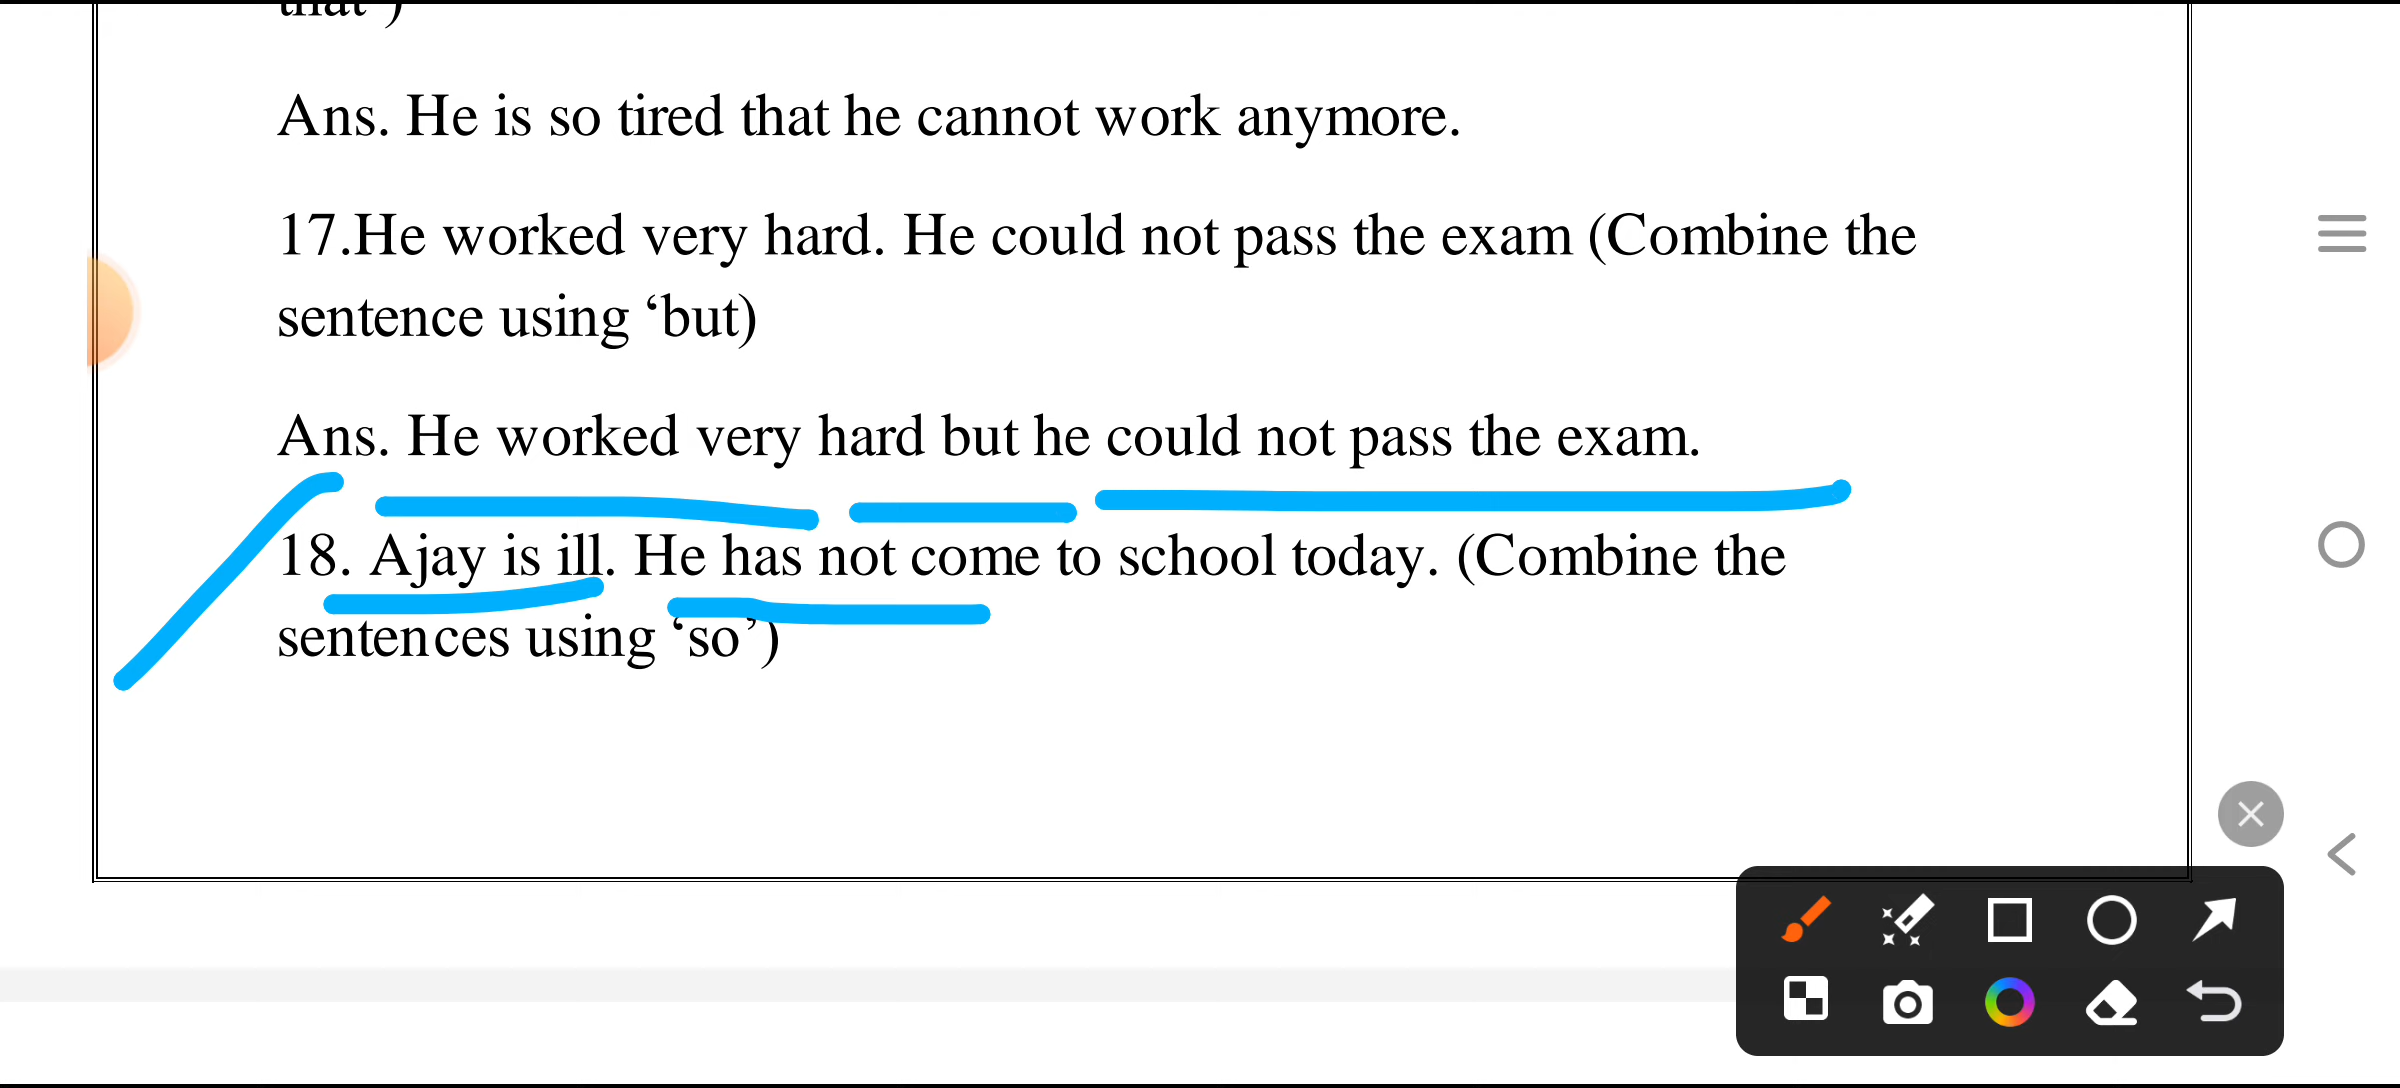 that')
Ans. He is so tired that he cannot work anymore.
17.He worked very hard. He could not pass the exam (Combine the
sentence using ‘but)
Ans. He worked very hard but he could not pass the exam.
18. Ajay is ill. He has not come to school today. (Combine the
sentences using ‘so’)